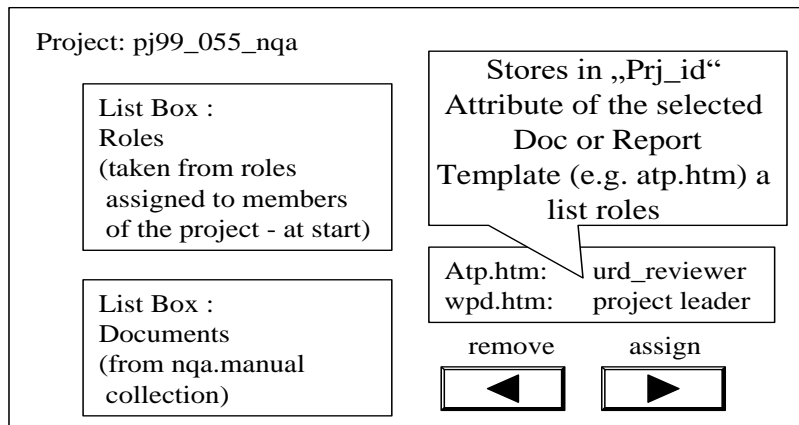 Project: pj99_055_nqa
List Box :
Roles
(taken from roles
assigned to members
of the project - at start)
List Box :
Documents
(from nqa.manual
collection)
Stores in „Prj_id“
Attribute of the selected
Doc or Report
Template (e.g. atp.htm) a
list roles
Atp.htm: urd_reviewer
wpd.htm: project leader
remove assign